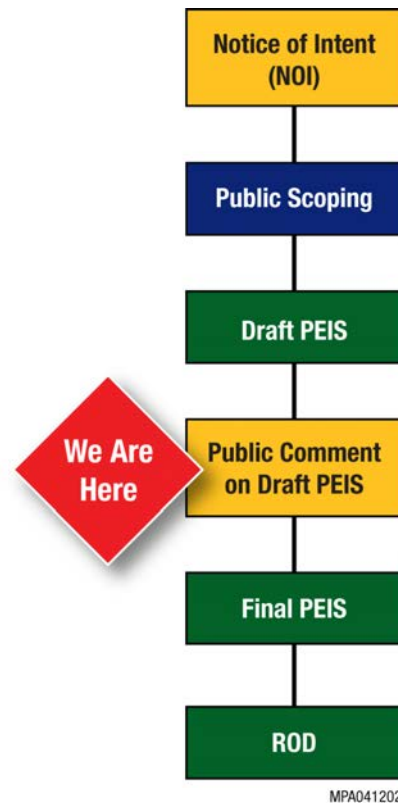 Notice of Intent
(NOI)
Public Scoping
Draft PEIS
We Are
Here
Public Comment
on Draft PEIS
Final PEIS
ROD
MPA041202